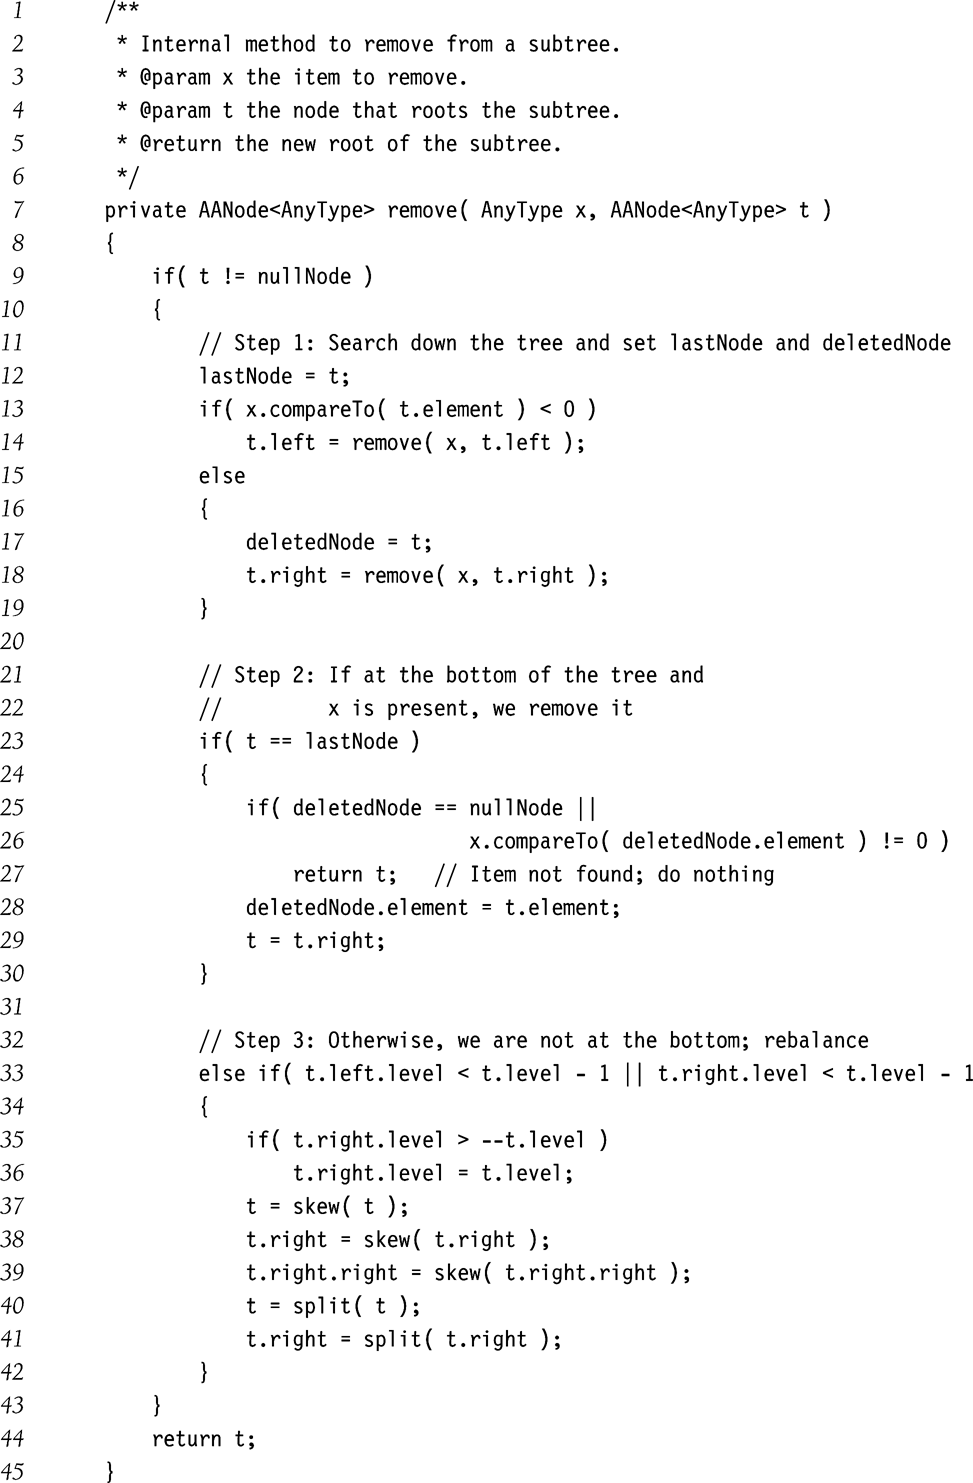 1 /**
2 * Internal method to remove from a subtree.
3 * @param x the item to remove.
4 * @param t the node that roots the subtree.
5 * @return the new root of the subtree.
6 */
7 private AANode<AnyType> remove( AnyType x, AANode<AnyType> t )
8 {
9 if( t != nullNode )
10 {
11 // Step 1: Search down the tree and set lastNode and deletedNode
12 lastNode = t;
13 if( x.compareTo( t.element ) < 0 )
14 t.left = remove( x, t.left );
15 else
16 {
17 deletedNode = t;
18 t.right = remove( x, t.right );
19 }
20
21 // Step 2: If at the bottom of the tree and
22 // x is present, we remove it
23 if( t == lastNode )
24 {
25 if( deletedNode == nullNode ||
26 x.compareTo( deletedNode.element ) != 0 )
27 return t; // Item not found; do nothing
28 deletedNode.element = t.element;
29 t = t.right;
30 }
31
32 // Step 3: Otherwise, we are not at the bottom; rebalance
33 else if( t.left.level < t.level - 1 || t.right.level < t.level - 1
34 {
35 if( t.right.level > --t.level )
36 t.right.level = t.level;
37 t = skew( t );
38 t.right = skew( t.right );
39 t.right.right = skew( t.right.right );
40 t = split( t );
41 t.right = split( t.right );
42 }
43 }
44 return t;
45 }